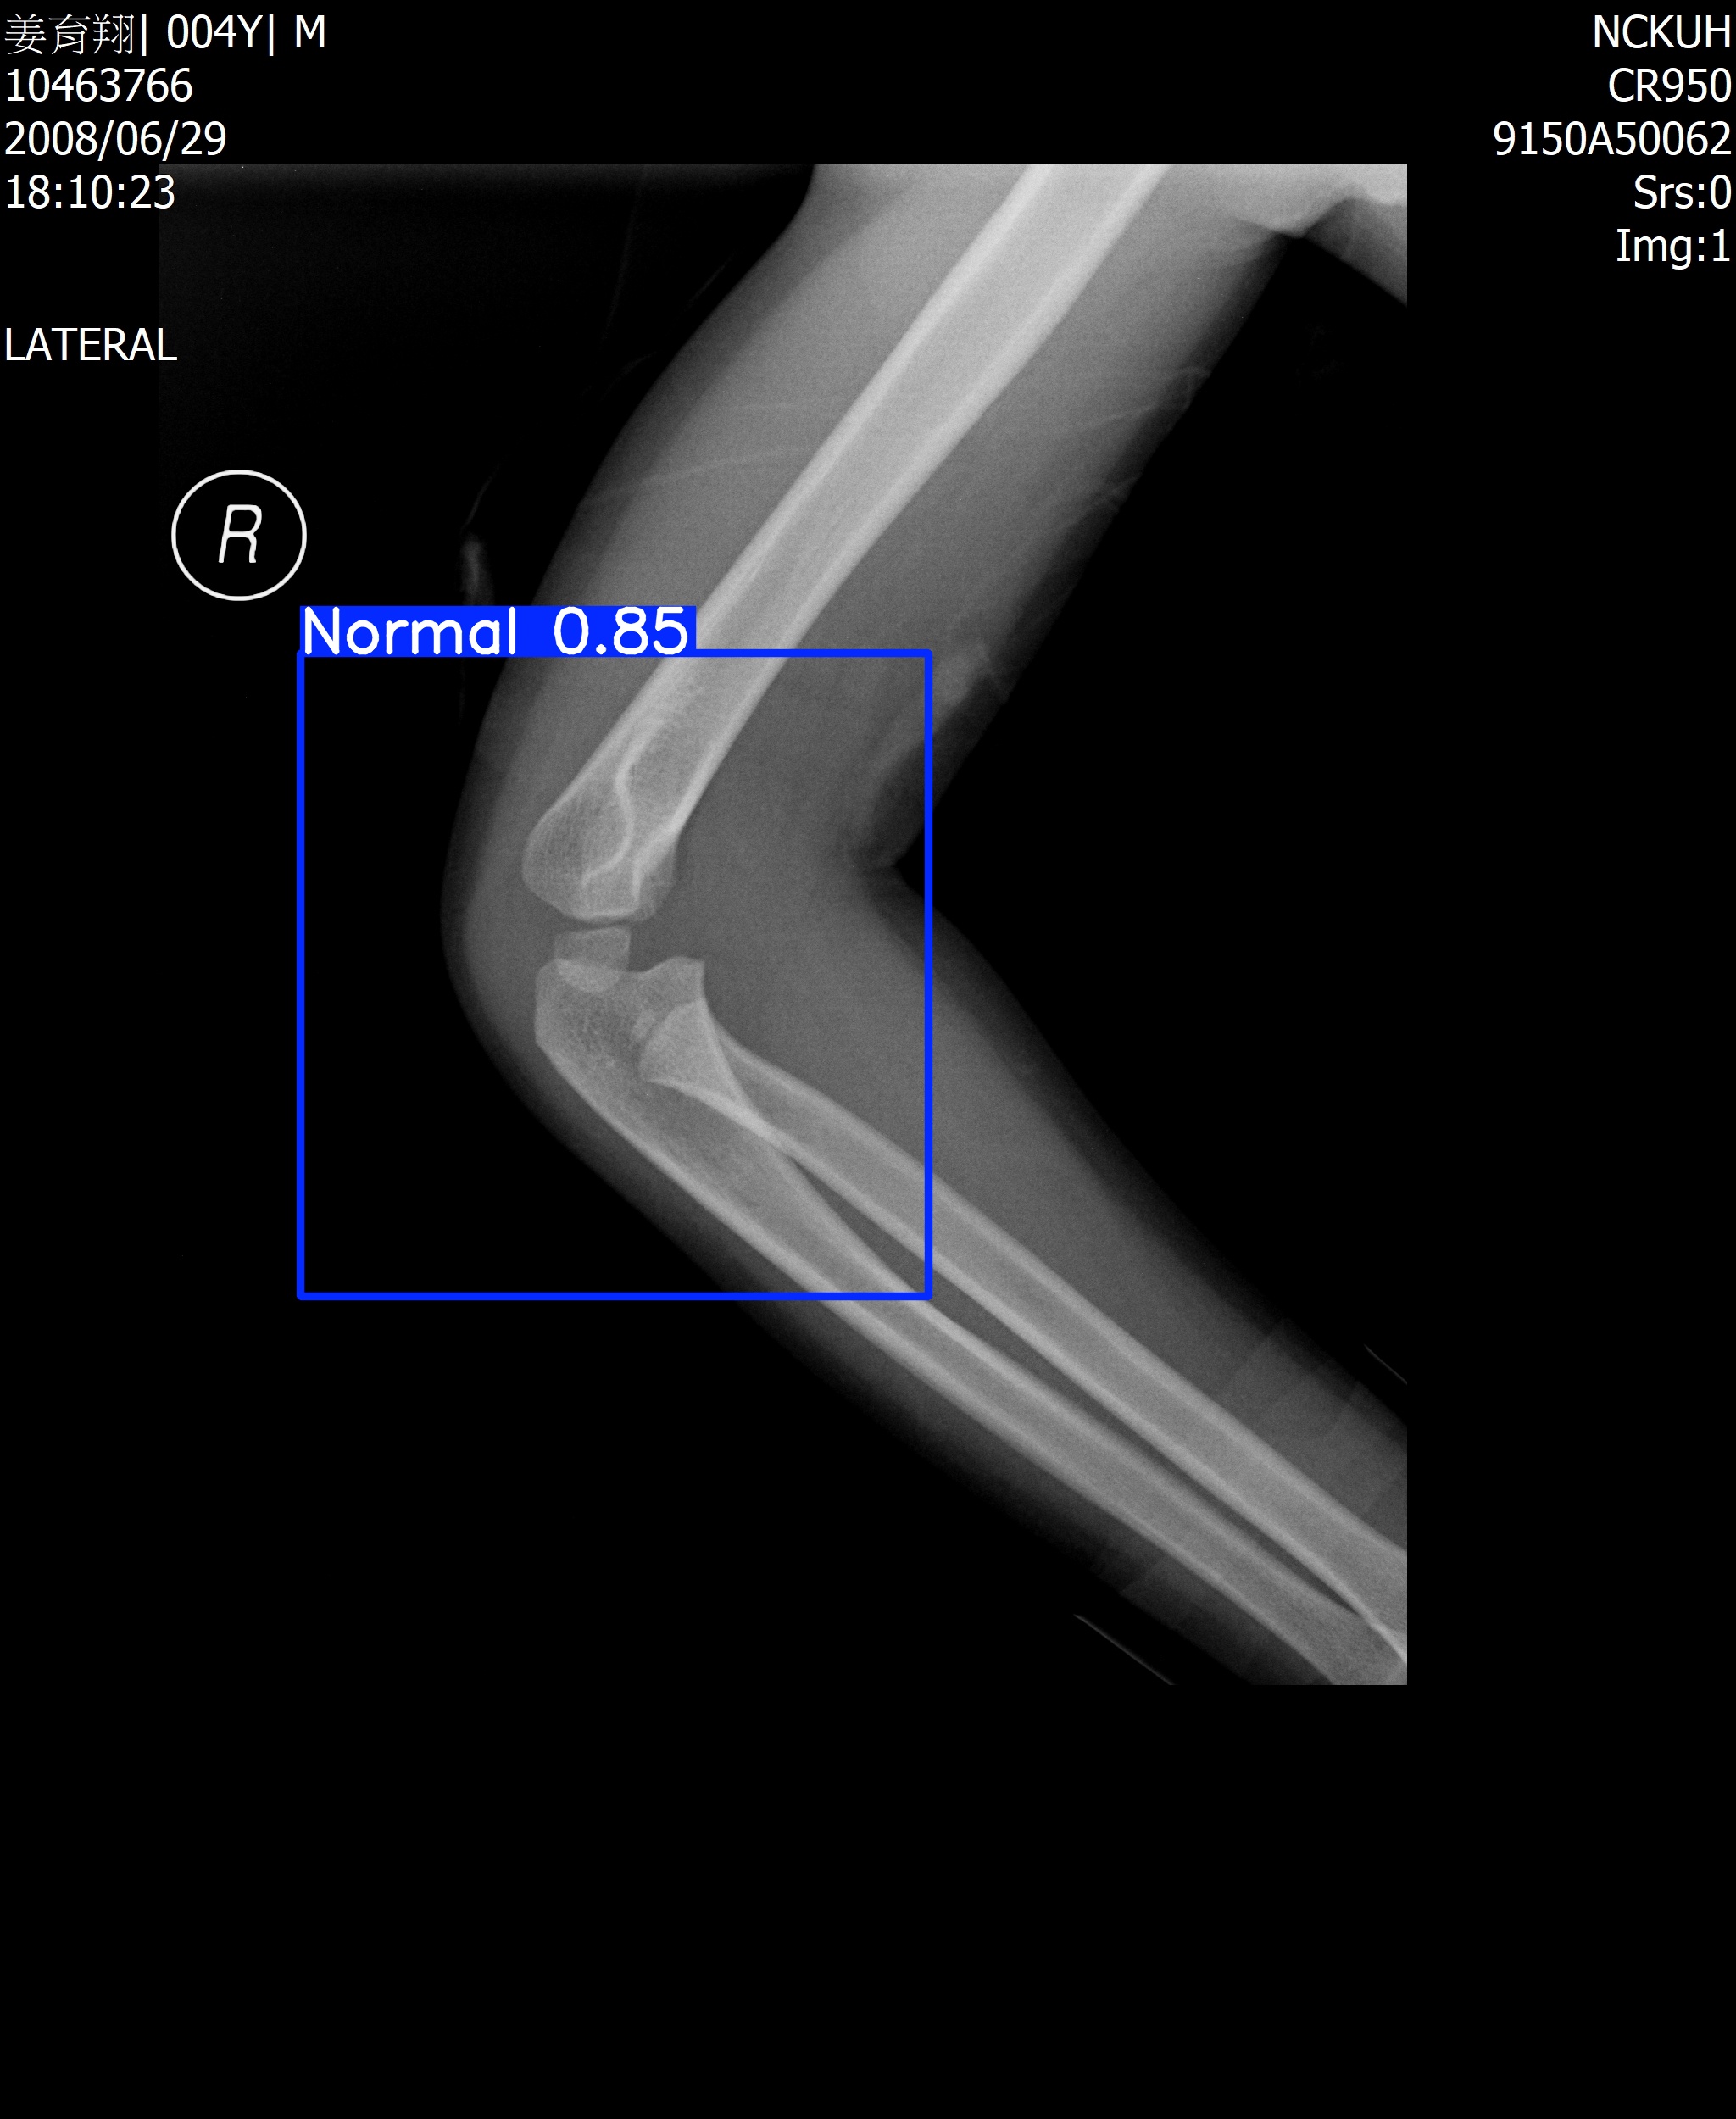 姜育翔| 004Y| M
10463766
2008/06/29
18:10:23
LATERAL
NCKUH
CR950
9150A50062
Srs:0
Img:1
R
Normal 0.85